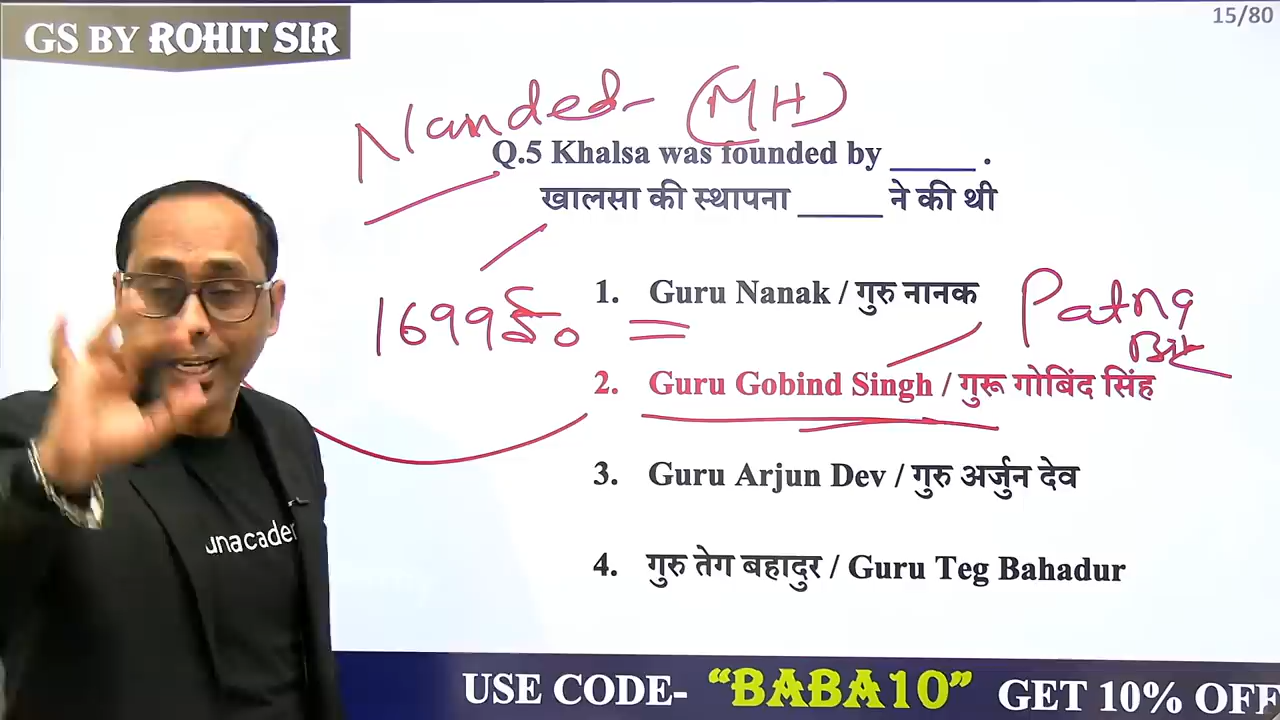 15/80
GS BY ROHIT SIR
Nanded- (MH)
Q.5 Khalsa was founded by _____ .
खालसा की स्थापना _____ ने की थी
1. Guru Nanak / गुरु नानक
1699ई०
Patna
2. Guru Gobind Singh / गुरू गोबिंद सिंह
3. Guru Arjun Dev / गुरु अर्जुन देव
unacade
4. गुरु तेग बहादुर / Guru Teg Bahadur
USE CODE- “BABA10” GET 10% OFF